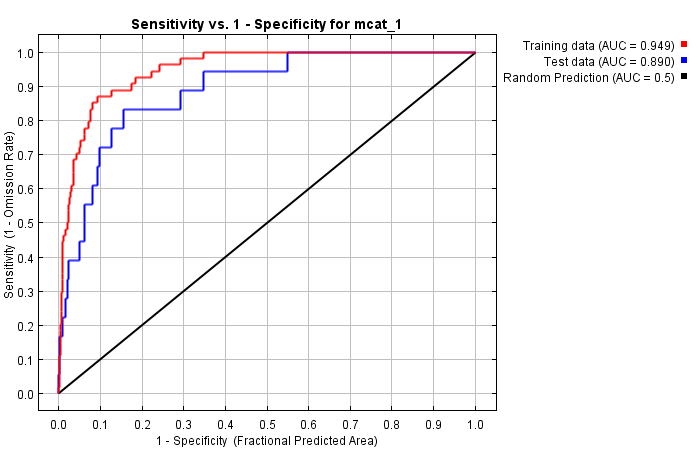 Sensitivity vs. 1 - Specificity for mcat_1
Training data (AUC = 0.949)
Test data (AUC = 0.890)
Random Prediction (AUC = 0.5)
Sensitivity (1 - Omission Rate)
1.0
0.9
0.8
0.7
0.6
0.5
0.4
0.3
0.2
0.1
0.0
0.0 0.1 0.2 0.3 0.4 0.5 0.6 0.7 0.8 0.9 1.0
1 - Specificity (Fractional Predicted Area)